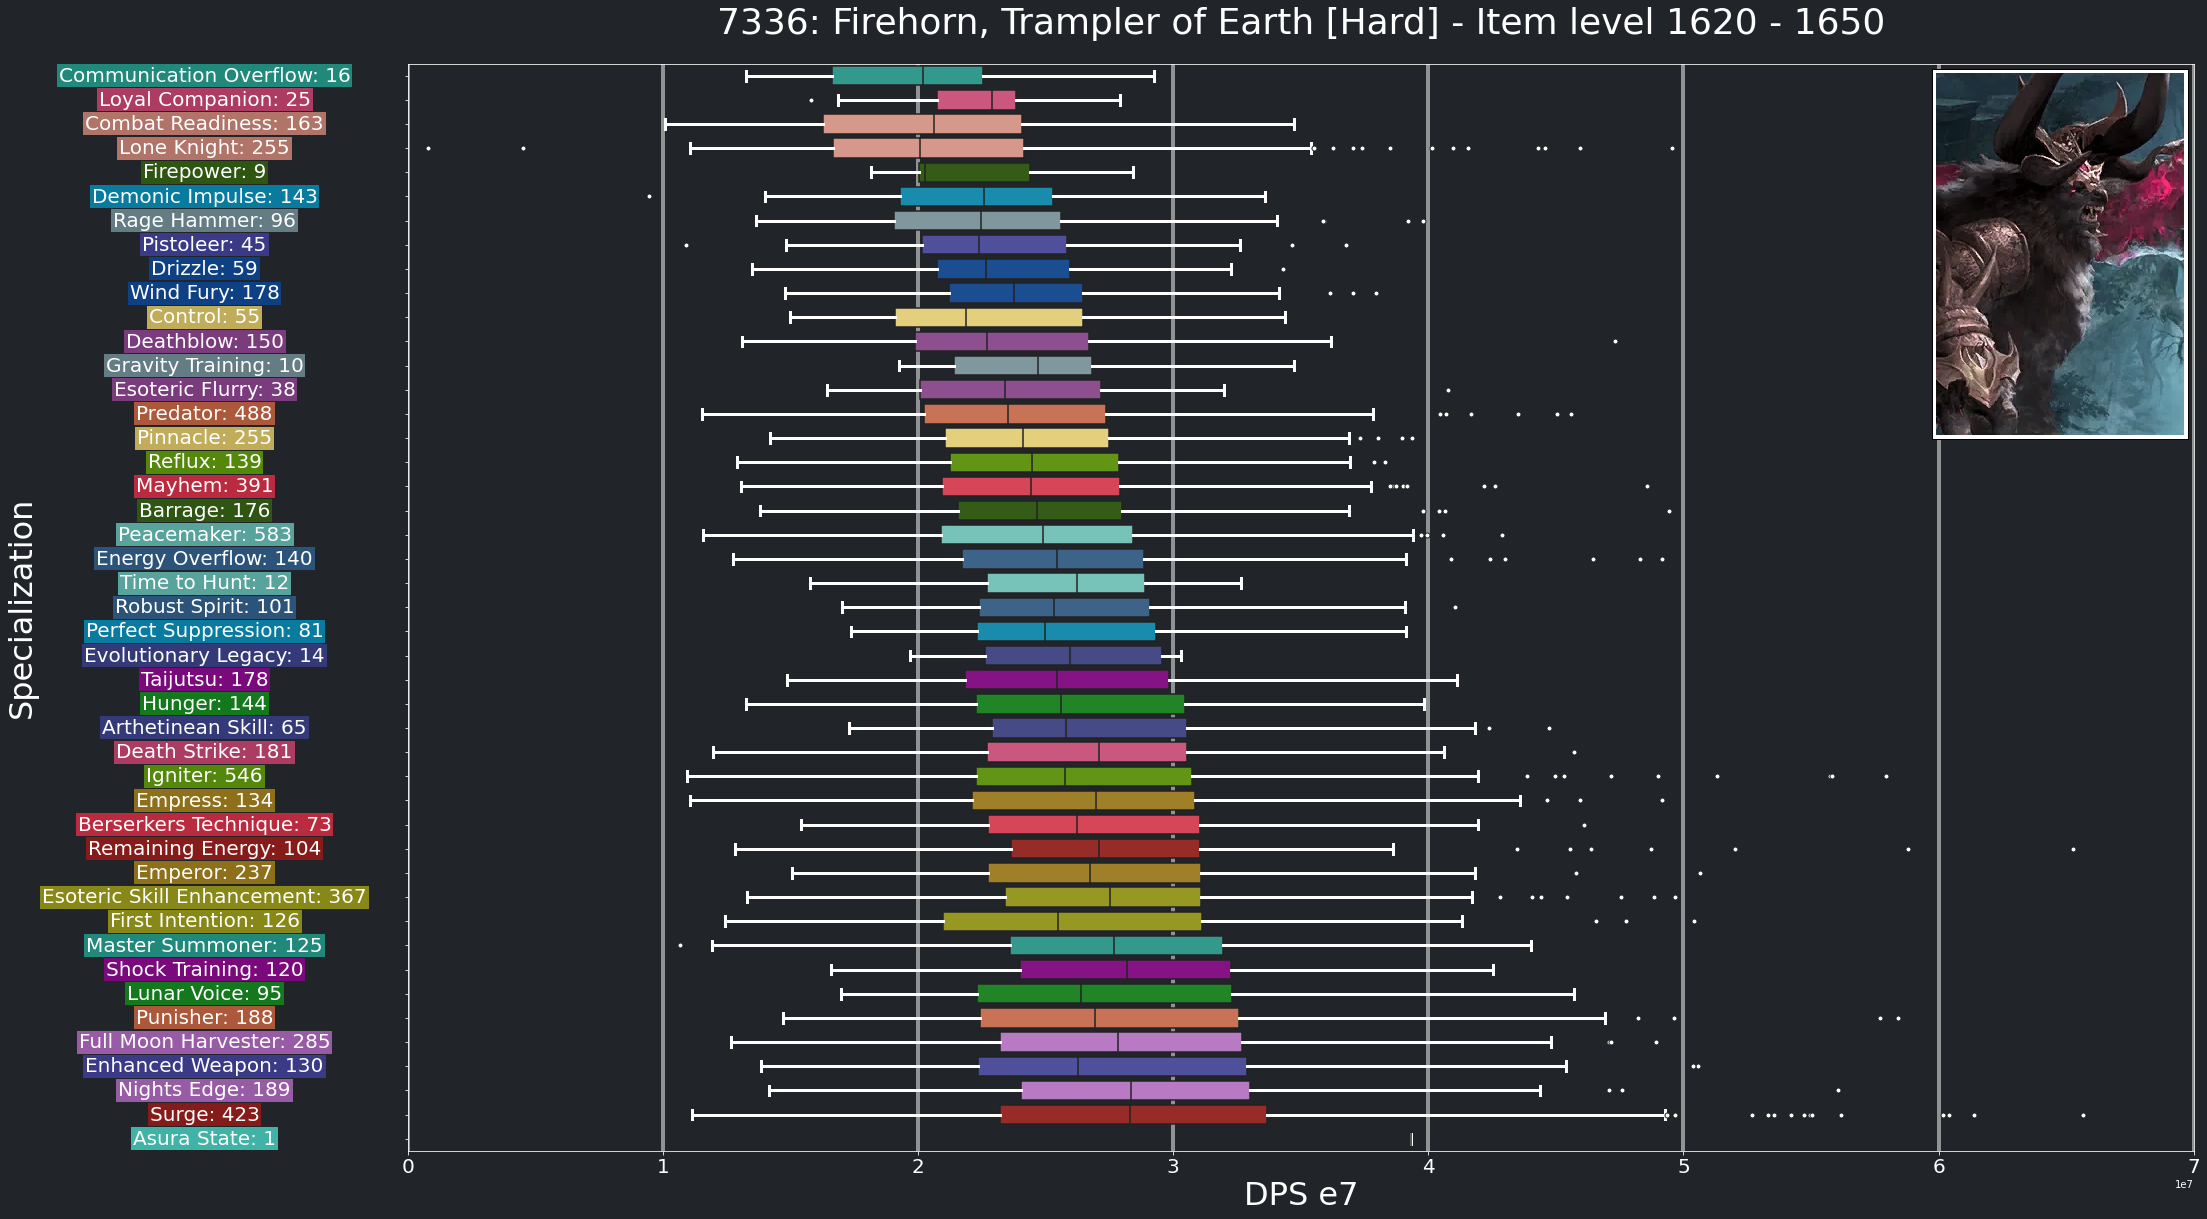 7336: Firehorn, Trampler of Earth [Hard] - Item level 1620 - 1650
Communication Overflow: 16
Loyal Companion: 25
Combat Readiness: 163
Lone Knight: 255
Firepower: 9
Demonic Impulse: 143
Rage Hammer: 96
Pistoleer: 45
Drizzle: 59
Wind Fury: 178
Control: 55
Deathblow: 150
Gravity Training: 10
Esoteric Flurry: 38
Predator: 488
Pinnacle: 255
Reflux: 139
Mayhem: 391
Barrage: 176
Peacemaker: 583
Energy Overflow: 140
Time to Hunt: 12
Robust Spirit: 101
Perfect Suppression: 81
Evolutionary Legacy: 14
Taijutsu: 178
Hunger: 144
Arthetinean Skill: 65
Death Strike: 181
Igniter: 546
Empress: 134
Berserkers Technique: 73
Remaining Energy: 104
Emperor: 237
Esoteric Skill Enhancement: 367
First Intention: 126
Master Summoner: 125
Shock Training: 120
Lunar Voice: 95
Punisher: 188
Full Moon Harvester: 285
Enhanced Weapon: 130
Nights Edge: 189
Surge: 423
Asura State: 1
Specialization
0 1 2 3 4 5 6 7
DPS e7
1e7